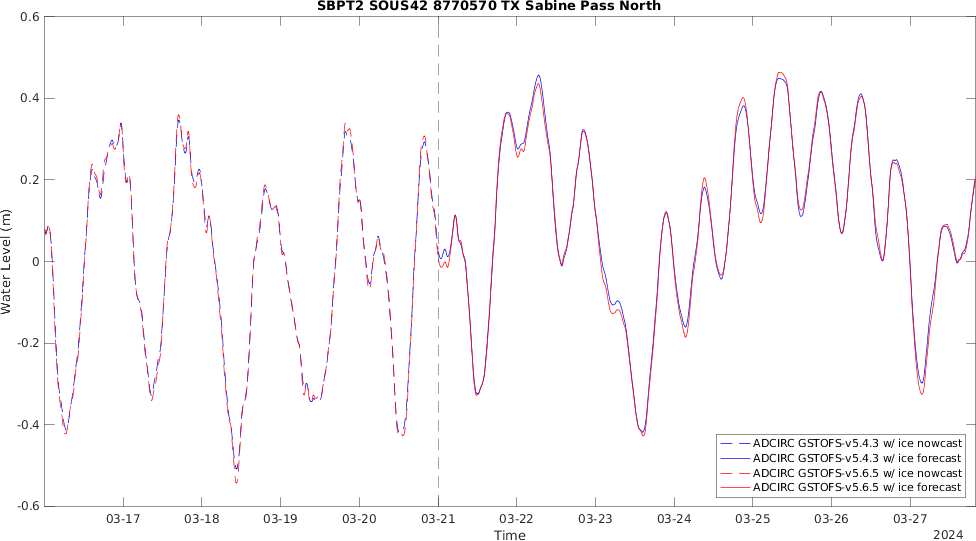 SBPT2 SOUS42 8770570 TX Sabine Pass North
Water Level (m)
0.6
0.4
0.2
0
-0.2
-0.4
-0.6
03-17 03-18 03-19 03-20 03-21 03-22 03-23 03-24 03-25 03-26 03-27
Time
2024
ADCIRC GSTOFS-v5.4.3 w/ ice nowcast
ADCIRC GSTOFS-v5.4.3 w/ ice forecast
ADCIRC GSTOFS-v5.6.5 w/ ice nowcast
ADCIRC GSTOFS-v5.6.5 w/ ice forecast